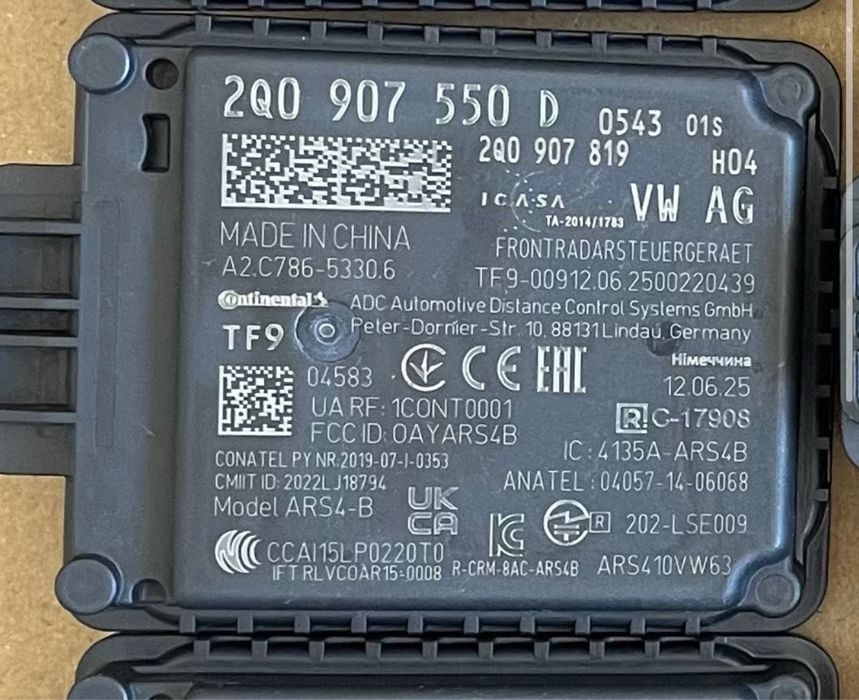 2Q0 907 550 D 0543 01S
2Q0 907 819 H04
ICASA VW AG
TA-2014/1783
MADE IN CHINA FRONTRADARSTEUERGERAET
A2.C786-5330.6 TF9-00912.06.2500220439
Continental ADC Automotive Distance Control Systems GmbH
TF9 Peter-Dornier-Str. 10, 88131 Lindau, Germany
Німеччина
04583 CE EAC 12.06.25
UA RF: 1CONT0001 R C-17908
FCC ID: OAYARS4B IC : 4135A-ARS4B
CONATEL PY NR:2019-07-I-0353 ANATEL : 04057-14-06068
CMIIT ID: 2022LJ18794
Model ARS4-B UK CA R 202-LSE009
CCAI15LP0220T0 R-CRM-8AC-ARS4B ARS410VW63
IFT RLVCOAR15-0008